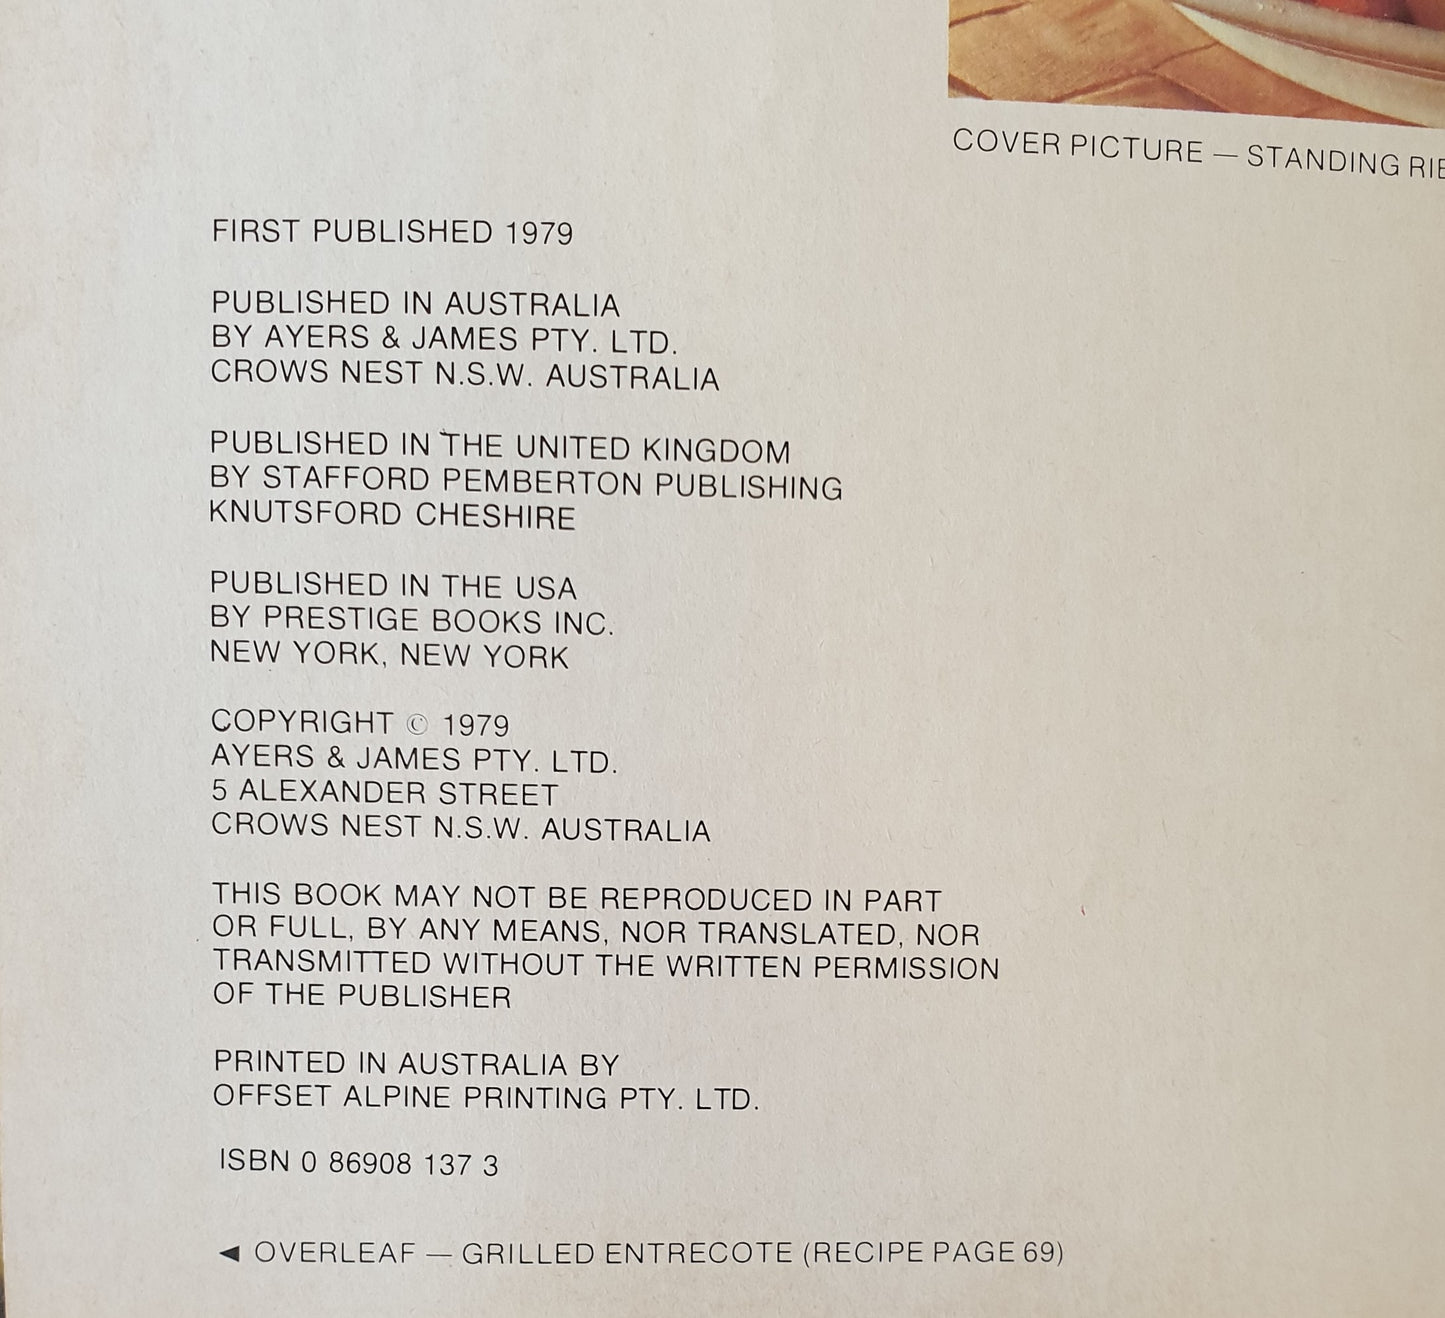 COVER PICTURE — STANDING
FIRST PUBLISHED 1979
PUBLISHED IN AUSTRALIA
BY AYERS & JAMES PTY. LTD.
CROWS NEST N.S.W. AUSTRALIA
PUBLISHED IN THE UNITED KINGDOM
BY STAFFORD PEMBERTON PUBLISHING
KNUTSFORD CHESHIRE
PUBLISHED IN THE USA
BY PRESTIGE BOOKS INC.
NEW YORK, NEW YORK
COPYRIGHT © 1979
AYERS & JAMES PTY. LTD.
5 ALEXANDER STREET
CROWS NEST N.S.W. AUSTRALIA
THIS BOOK MAY NOT BE REPRODUCED IN PART
OR FULL, BY ANY MEANS, NOR TRANSLATED, NOR
TRANSMITTED WITHOUT THE WRITTEN PERMISSION
OF THE PUBLISHER
PRINTED IN AUSTRALIA BY
OFFSET ALPINE PRINTING PTY. LTD.
ISBN 0 86908 137 3
◄ OVERLEAF — GRILLED ENTRECOTE (RECIPE PAGE 69)